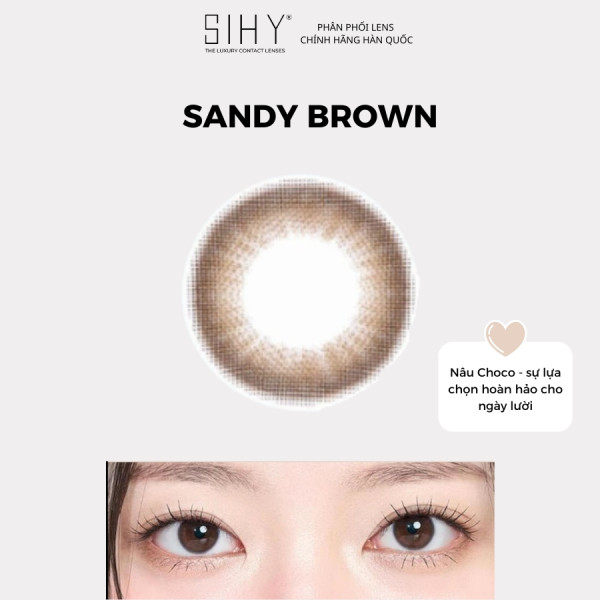 SIHY®
THE LUXURY CONTACT LENSES
PHÂN PHỐI LENS
CHÍNH HÃNG HÀN QUỐC
SANDY BROWN
Nâu Choco - sự lựa
chọn hoàn hảo cho
ngày lười